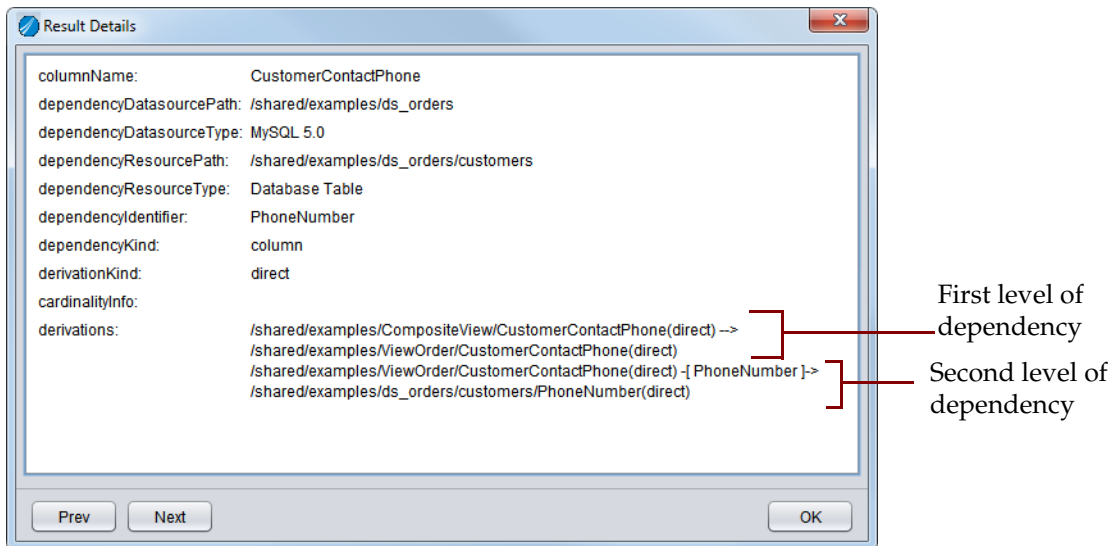 Result Details
columnName: CustomerContactPhone
dependencyDatasourcePath: /shared/examples/ds_orders
dependencyDatasourceType: MySQL 5.0
dependencyResourcePath: /shared/examples/ds_orders/customers
dependencyResourceType: Database Table
dependencyIdentifier: PhoneNumber
dependencyKind: column
derivationKind: direct
cardinalityInfo:
derivations: /shared/examples/CompositeView/CustomerContactPhone(direct) -->
/shared/examples/ViewOrder/CustomerContactPhone(direct)
/shared/examples/ViewOrder/CustomerContactPhone(direct) -[ PhoneNumber ]->
/shared/examples/ds_orders/customers/PhoneNumber(direct)
First level of
dependency
Second level of
dependency
Prev Next OK